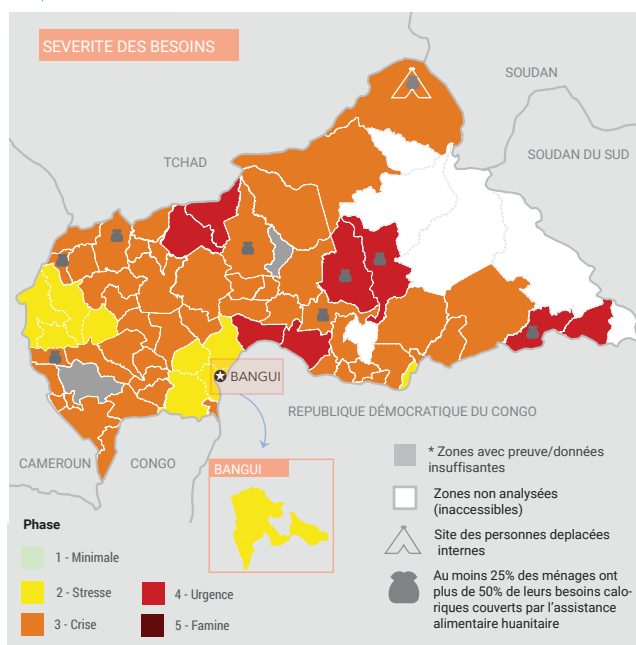 SEVERITE DES BESOINS
SOUDAN
SOUDAN DU SUD
TCHAD
BANGUI
REPUBLIQUE DÉMOCRATIQUE DU CONGO
CAMEROUN
CONGO
BANGUI
* Zones avec preuve/données
insuffisantes
Zones non analysées
(inaccessibles)
Site des personnes deplacées
internes
Au moins 25% des ménages ont
plus de 50% de leurs besoins calo-
riques couverts par l'assistance
alimentaire huanitaire
Phase
1 - Minimale
2 - Stresse
3 - Crise
4 - Urgence
5 - Famine